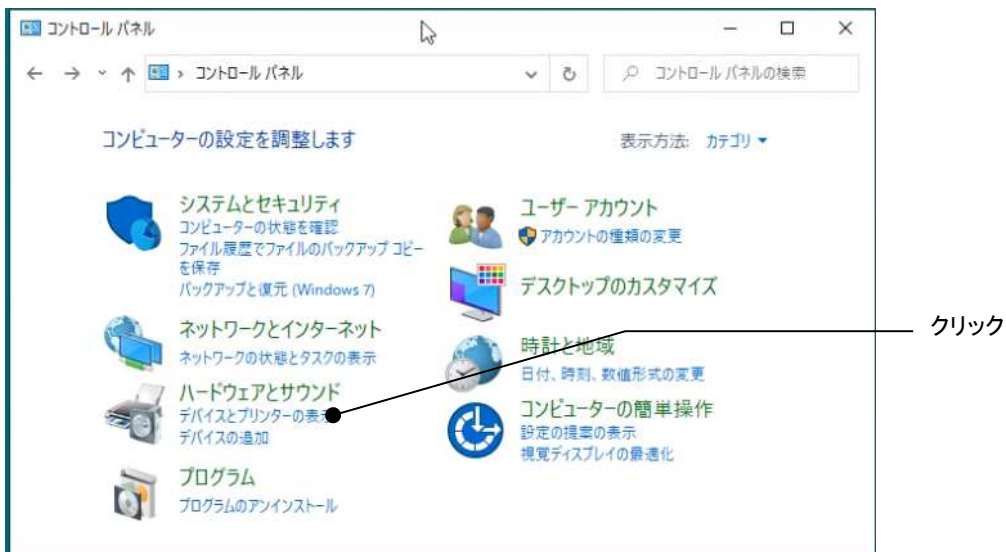 コントロール パネル
コントロール パネル
コントロール パネルの検索
コンピューターの設定を調整します
表示方法: カテゴリ
システムとセキュリティ
コンピューターの状態を確認
ファイル履歴でファイルのバックアップ コピー
を保存
バックアップと復元 (Windows 7)
ネットワークとインターネット
ネットワークの状態とタスクの表示
ハードウェアとサウンド
デバイスとプリンターの表示
デバイスの追加
プログラム
プログラムのアンインストール
ユーザー アカウント
アカウントの種類の変更
デスクトップのカスタマイズ
時計と地域
日付、時刻、数値形式の変更
コンピューターの簡単操作
設定の提案の表示
視覚ディスプレイの最適化
クリック